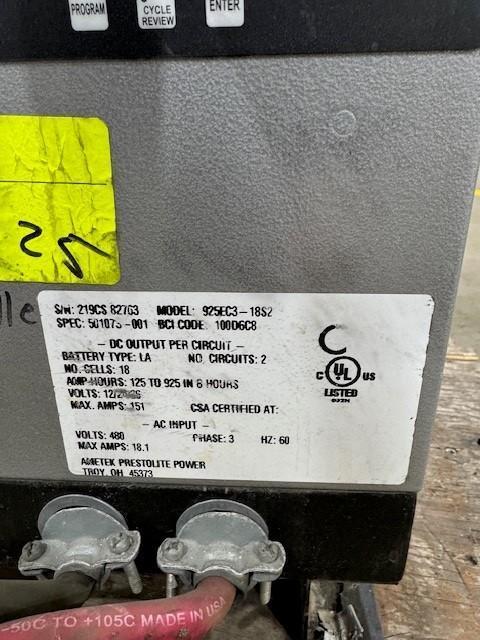 PROGRAM
CYCLE
REVIEW
ENTER
S/N: 219CS 82763 MODEL: 925EC3-18S2
SPEC: 501073-001 BCI CODE: 100D6C8
— DC OUTPUT PER CIRCUIT —
BATTERY TYPE: LA NO. CIRCUITS: 2
NO. CELLS: 18
AMP-HOURS: 125 TO 925 IN 8 HOURS
VOLTS:
MAX. AMPS: 151 CSA CERTIFIED AT:
— AC INPUT —
VOLTS: 480 PHASE: 3 HZ: 60
MAX AMPS: 18.1
AMETEK PRESTOLITE POWER
TROY, OH 45373
C UL US
LISTED
-50C TO +105C MADE IN USA